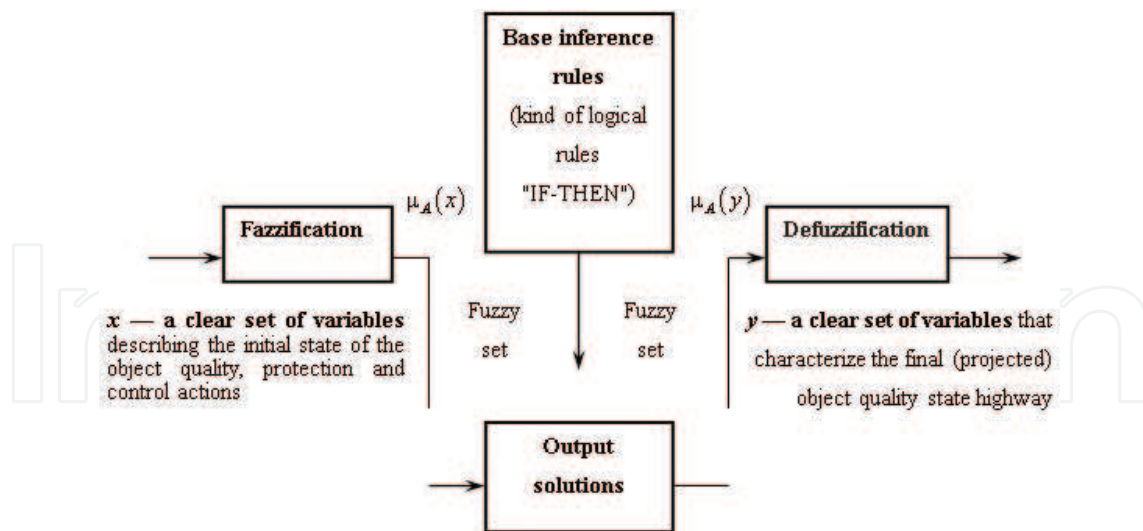 Base inference
rules
(kind of logical
rules
"IF-THEN")
μ_A(x)
μ_A(y)
Fazzification
Defuzzification
Fuzzy
set
Fuzzy
set
x — a clear set of variables
describing the initial state of the
object quality, protection and
control actions
y — a clear set of variables that
characterize the final (projected)
object quality state highway
Output
solutions